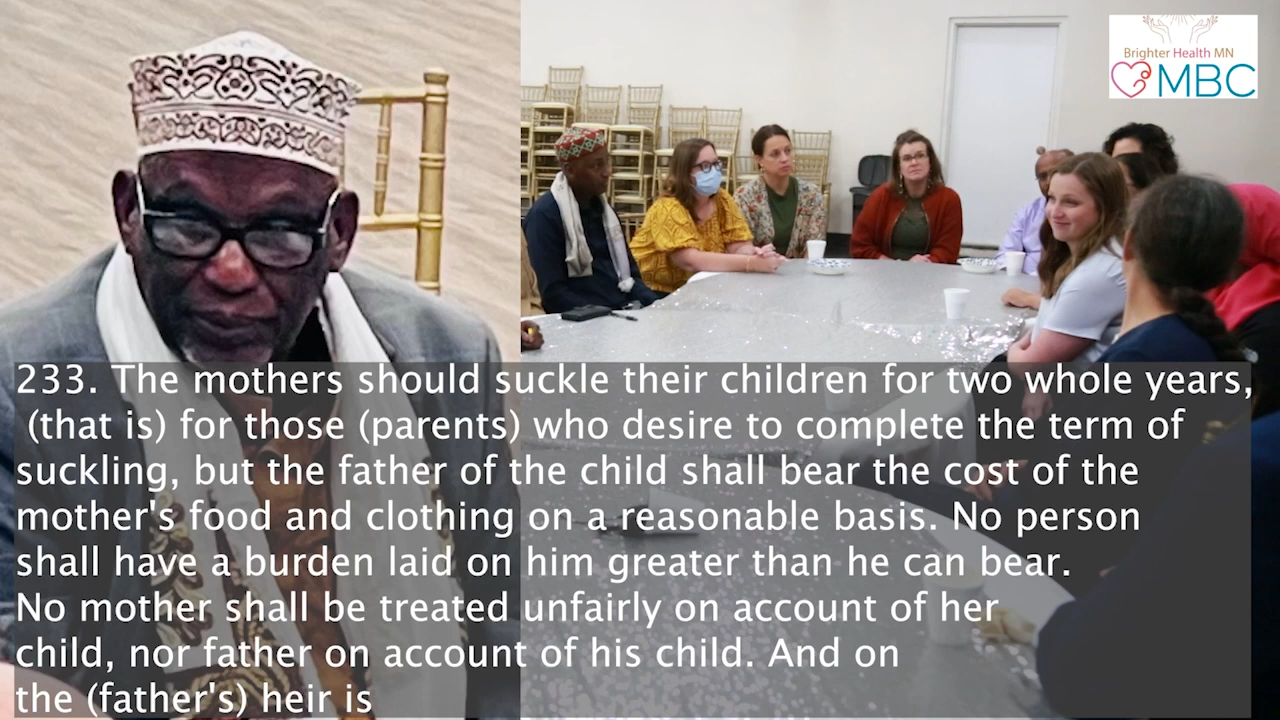 Brighter Health MN
MBC
233. The mothers should suckle their children for two whole years,
(that is) for those (parents) who desire to complete the term of
suckling, but the father of the child shall bear the cost of the
mother's food and clothing on a reasonable basis. No person
shall have a burden laid on him greater than he can bear.
No mother shall be treated unfairly on account of her
child, nor father on account of his child. And on
the (father's) heir is